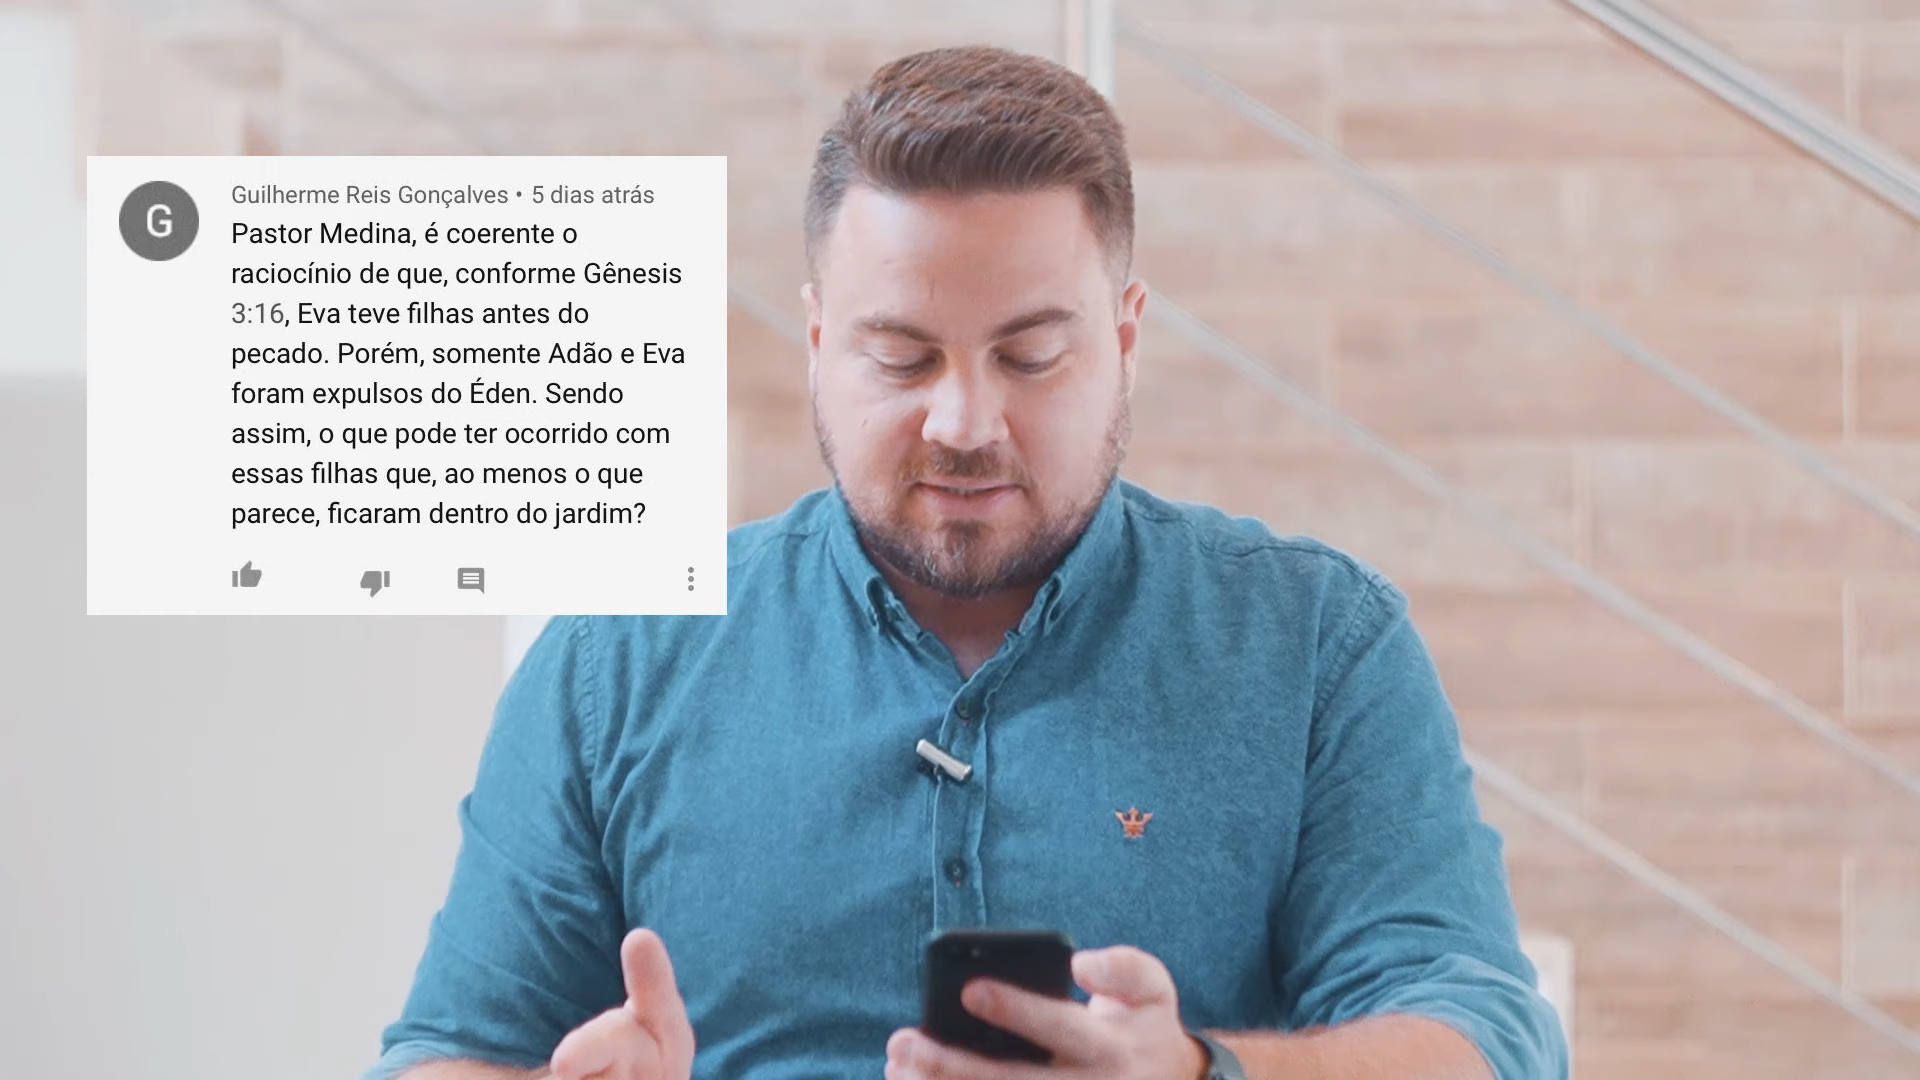 Guilherme Reis Gonçalves • 5 dias atrás
Pastor Medina, é coerente o
raciocínio de que, conforme Gênesis
3:16, Eva teve filhas antes do
pecado. Porém, somente Adão e Eva
foram expulsos do Éden. Sendo
assim, o que pode ter ocorrido com
essas filhas que, ao menos o que
parece, ficaram dentro do jardim?
G